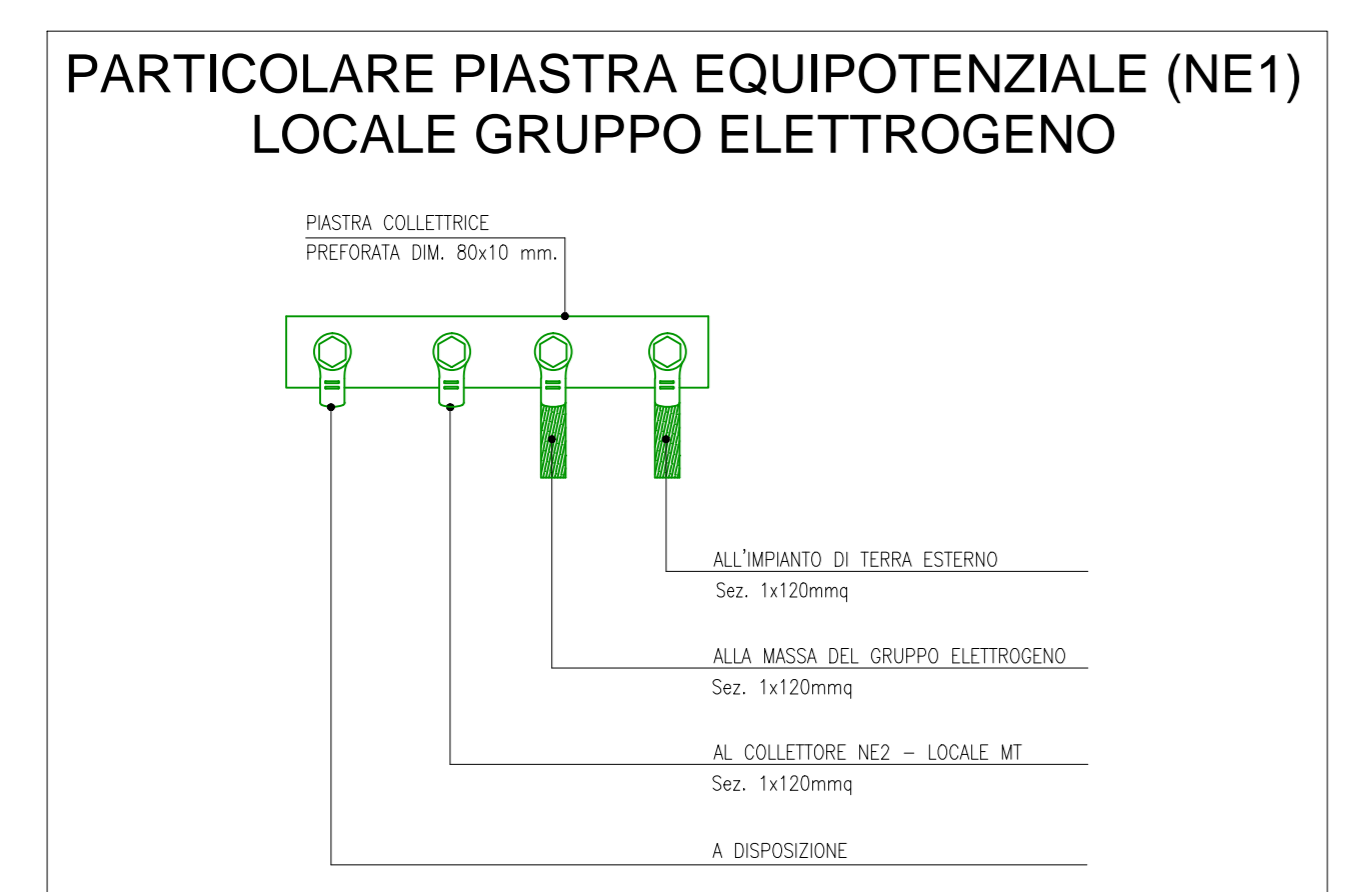 PARTICOLARE PIASTRA EQUIPOTENZIALE (NE1)
LOCALE GRUPPO ELETTROGENO
PIASTRA COLLETTRICE
PREFORATA DIM. 80x10 mm.
ALL'IMPIANTO DI TERRA ESTERNO
Sez. 1x120mmq
ALLA MASSA DEL GRUPPO ELETTROGENO
Sez. 1x120mmq
AL COLLETTORE NE2 – LOCALE MT
Sez. 1x120mmq
A DISPOSIZIONE